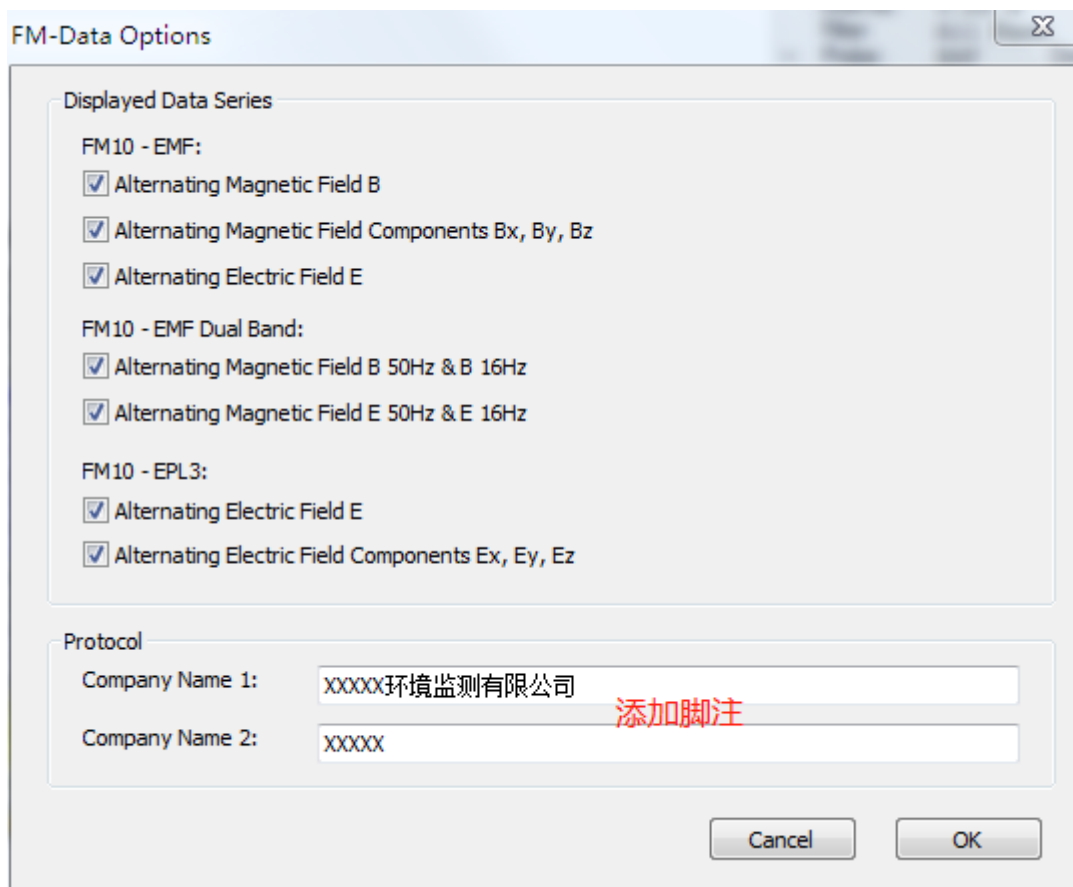 FM-Data Options
Displayed Data Series
FM10 - EMF:
Alternating Magnetic Field B
Alternating Magnetic Field Components Bx, By, Bz
Alternating Electric Field E
FM10 - EMF Dual Band:
Alternating Magnetic Field B 50Hz & B 16Hz
Alternating Magnetic Field E 50Hz & E 16Hz
FM10 - EPL3:
Alternating Electric Field E
Alternating Electric Field Components Ex, Ey, Ez
Protocol
Company Name 1: XXXXX环境监测有限公司
添加脚注
Company Name 2: XXXXX
Cancel OK